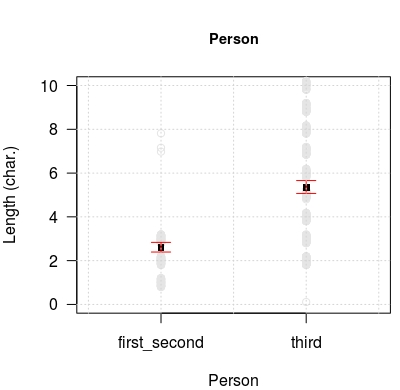 Person
Length (char.)
10
8
6
4
2
0
first_second
third
Person